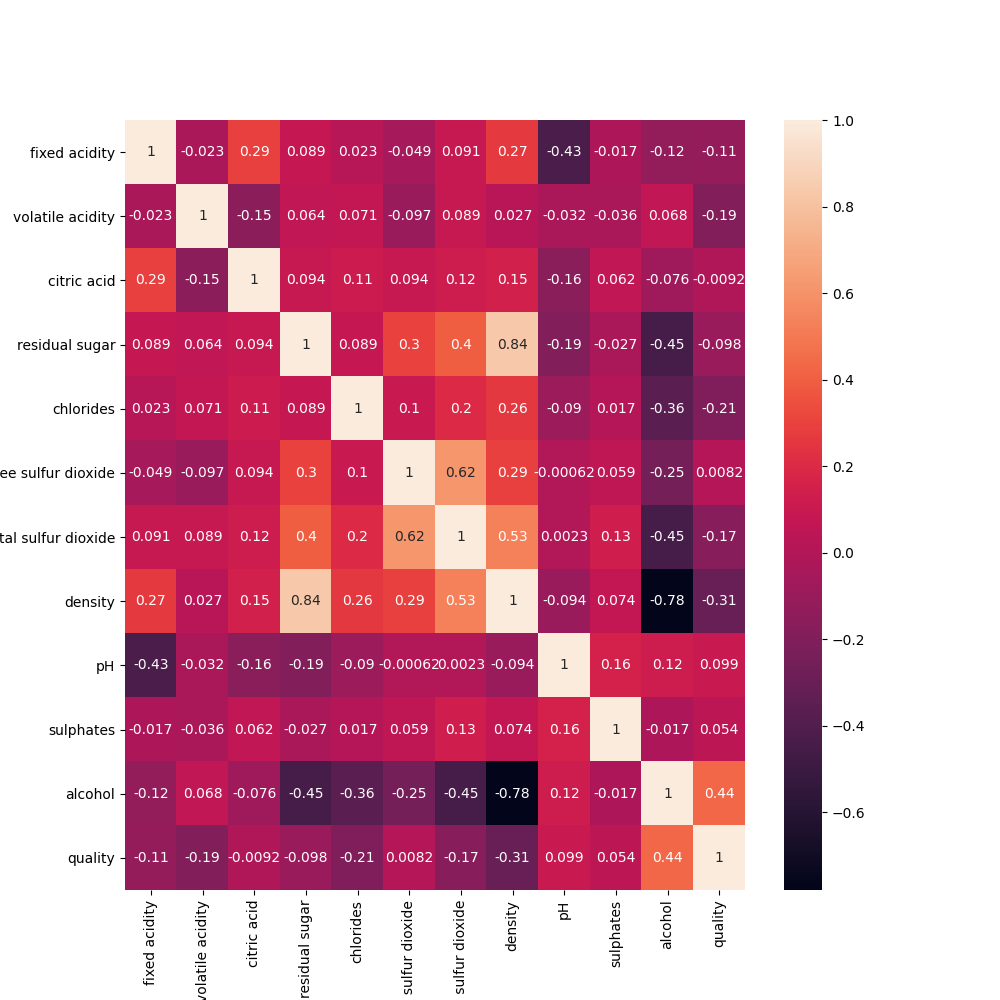 fixed acidity 1 -0.023 0.29 0.089 0.023 -0.049 0.091 0.27 -0.43 -0.017 -0.12 -0.11
volatile acidity -0.023 1 -0.15 0.064 0.071 -0.097 0.089 0.027 -0.032 -0.036 0.068 -0.19
citric acid 0.29 -0.15 1 0.094 0.11 0.094 0.12 0.15 -0.16 0.062 -0.076 -0.0092
residual sugar 0.089 0.064 0.094 1 0.089 0.3 0.4 0.84 -0.19 -0.027 -0.45 -0.098
chlorides 0.023 0.071 0.11 0.089 1 0.1 0.2 0.26 -0.09 0.017 -0.36 -0.21
ee sulfur dioxide -0.049 -0.097 0.094 0.3 0.1 1 0.62 0.29 -0.00062 0.059 -0.25 0.0082
tal sulfur dioxide 0.091 0.089 0.12 0.4 0.2 0.62 1 0.53 0.0023 0.13 -0.45 -0.17
density 0.27 0.027 0.15 0.84 0.26 0.29 0.53 1 -0.094 0.074 -0.78 -0.31
pH -0.43 -0.032 -0.16 -0.19 -0.09 -0.00062 0.0023 -0.094 1 0.16 0.12 0.099
sulphates -0.017 -0.036 0.062 -0.027 0.017 0.059 0.13 0.074 0.16 1 -0.017 0.054
alcohol -0.12 0.068 -0.076 -0.45 -0.36 -0.25 -0.45 -0.78 0.12 -0.017 1 0.44
quality -0.11 -0.19 -0.0092 -0.098 -0.21 0.0082 -0.17 -0.31 0.099 0.054 0.44 1
fixed acidity
volatile acidity
citric acid
residual sugar
chlorides
sulfur dioxide
sulfur dioxide
density
pH
sulphates
alcohol
quality
1.0
0.8
0.6
0.4
0.2
0.0
−0.2
−0.4
−0.6